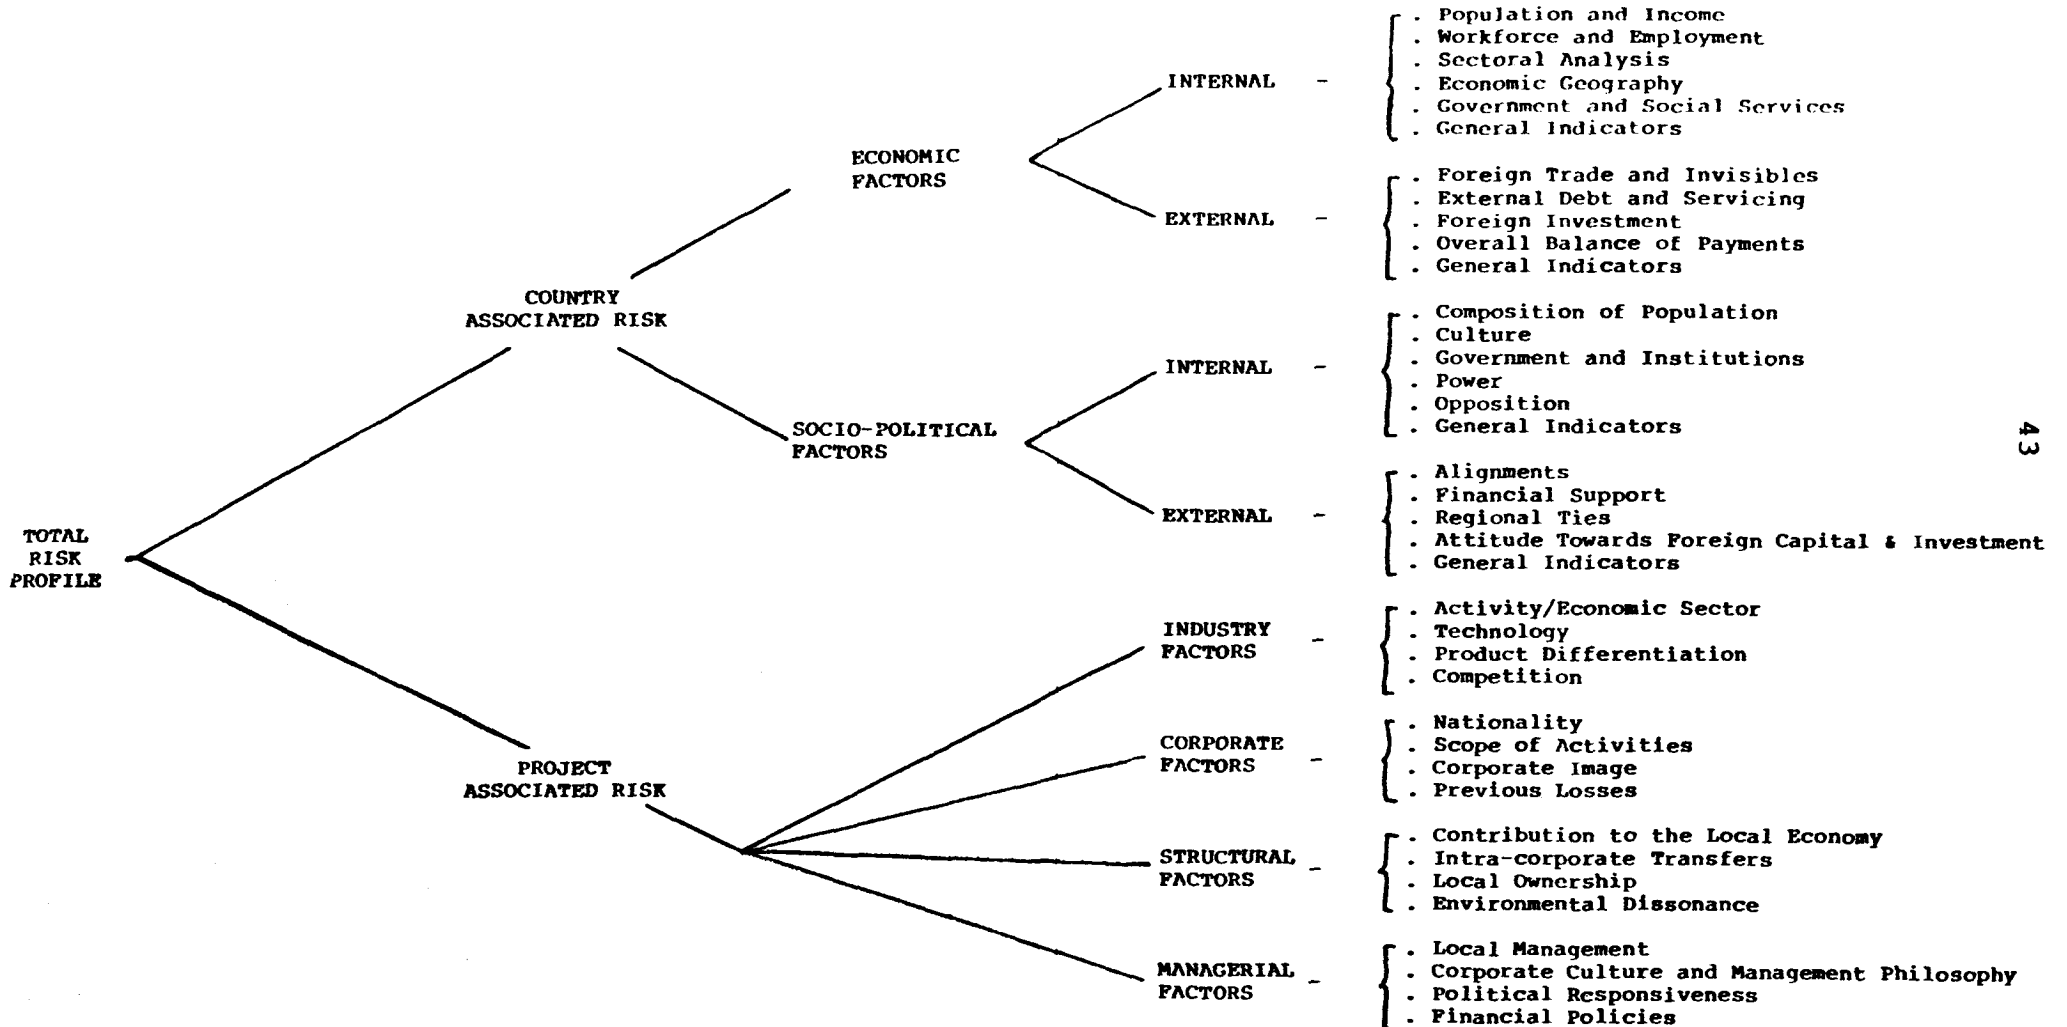 TOTAL
RISK
PROFILE
COUNTRY
ASSOCIATED RISK
ECONOMIC
FACTORS
INTERNAL -
. Population and Income
. Workforce and Employment
. Sectoral Analysis
. Economic Geography
. Government and Social Services
. General Indicators
EXTERNAL -
. Foreign Trade and Invisibles
. External Debt and Servicing
. Foreign Investment
. Overall Balance of Payments
. General Indicators
SOCIO-POLITICAL
FACTORS
INTERNAL -
. Composition of Population
. Culture
. Government and Institutions
. Power
. Opposition
. General Indicators
EXTERNAL -
. Alignments
. Financial Support
. Regional Ties
. Attitude Towards Foreign Capital & Investment
. General Indicators
PROJECT
ASSOCIATED RISK
INDUSTRY
FACTORS -
. Activity/Economic Sector
. Technology
. Product Differentiation
. Competition
CORPORATE
FACTORS -
. Nationality
. Scope of Activities
. Corporate Image
. Previous Losses
STRUCTURAL
FACTORS -
. Contribution to the Local Economy
. Intra-corporate Transfers
. Local Ownership
. Environmental Dissonance
MANAGERIAL
FACTORS -
. Local Management
. Corporate Culture and Management Philosophy
. Political Responsiveness
. Financial Policies
43